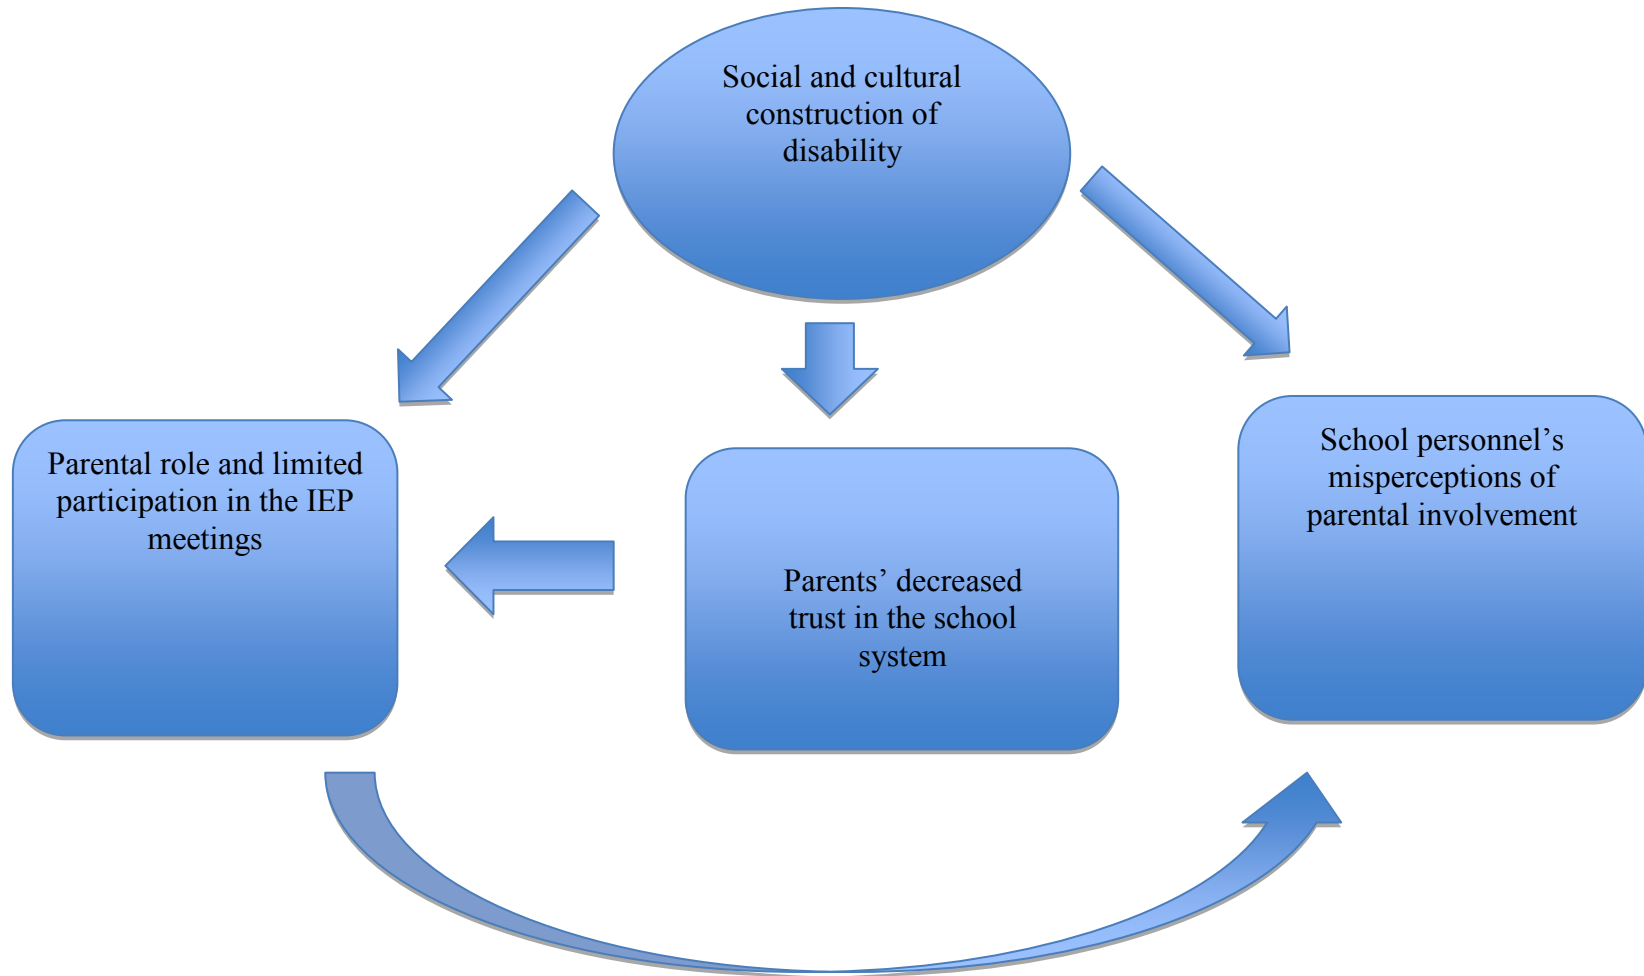 Social and cultural
construction of
disability
Parental role and limited
participation in the IEP
meetings
Parents’ decreased
trust in the school
system
School personnel’s
misperceptions of
parental involvement